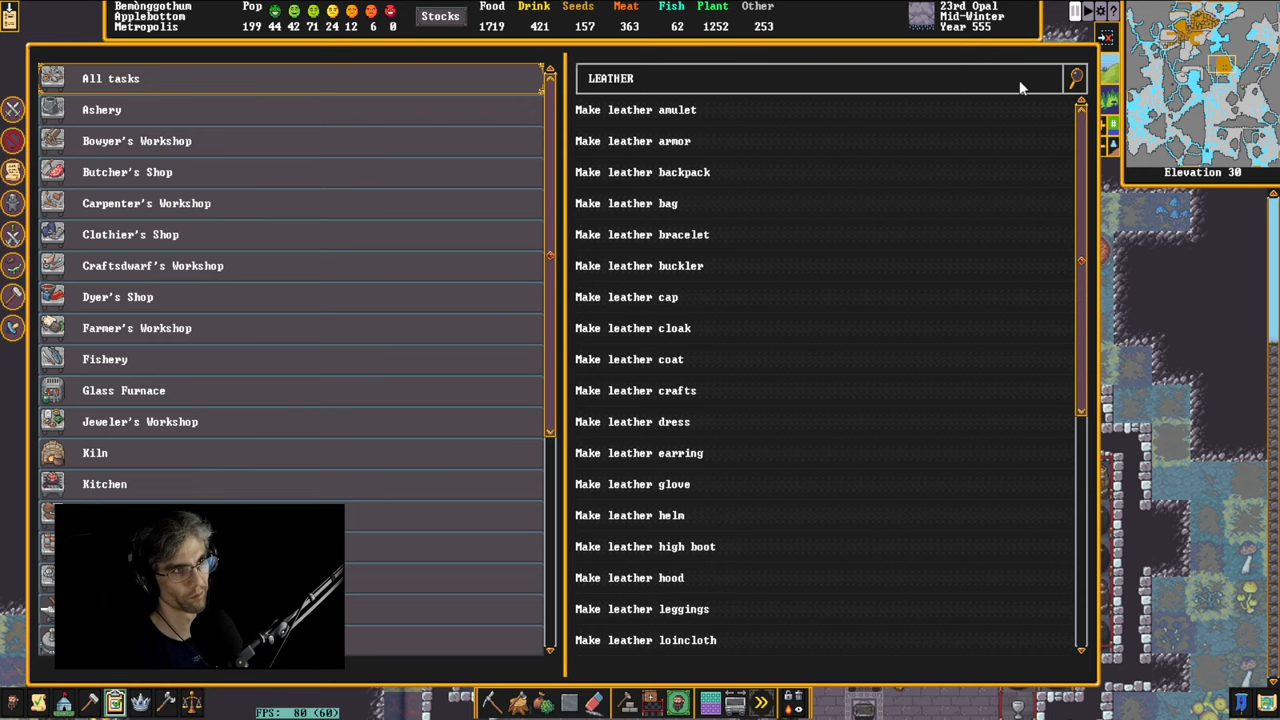 Bemònggothum
Applebottom
Metropolis
Pop
199 44 42 71 24 12 6 0
Stocks
Food Drink Seeds Meat Fish Plant Other
1719 421 157 363 62 1252 253
23rd Opal
Mid-Winter
Year 555
Elevation 30
All tasks
Ashery
Bowyer's Workshop
Butcher's Shop
Carpenter's Workshop
Clothier's Shop
Craftsdwarf's Workshop
Dyer's Shop
Farmer's Workshop
Fishery
Glass Furnace
Jeweler's Workshop
Kiln
Kitchen
LEATHER
Make leather amulet
Make leather armor
Make leather backpack
Make leather bag
Make leather bracelet
Make leather buckler
Make leather cap
Make leather cloak
Make leather coat
Make leather crafts
Make leather dress
Make leather earring
Make leather glove
Make leather helm
Make leather high boot
Make leather hood
Make leather leggings
Make leather loincloth
FPS: 80 (60)